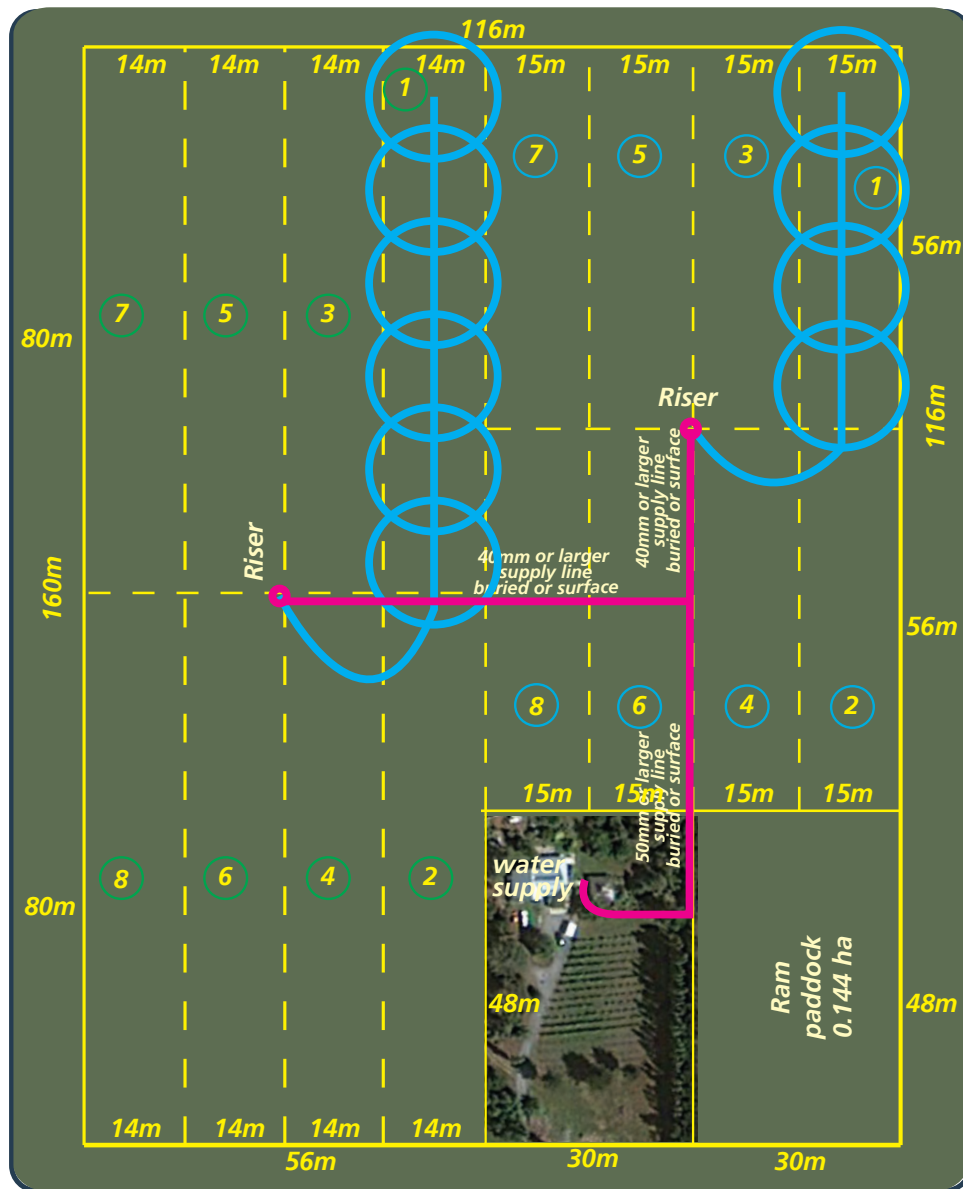 116m
14m
14m
14m
14m
15m
15m
15m
15m
1
7
5
3
1
56m
7
5
3
80m
Riser
116m
40mm or larger
supply line
buried or surface
Riser
40mm or larger
supply line
buried or surface
160m
56m
8
6
4
2
50mm or larger
supply line
buried or surface
15m
15m
15m
15m
water
supply
8
6
4
2
80m
Ram
paddock
0.144 ha
48m
48m
14m
14m
14m
14m
56m
30m
30m